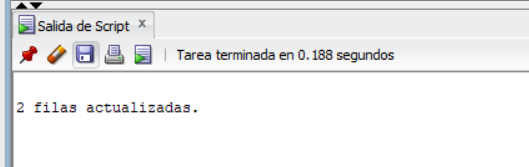 Salida de Script x
Tarea terminada en 0.188 segundos
2 filas actualizadas.